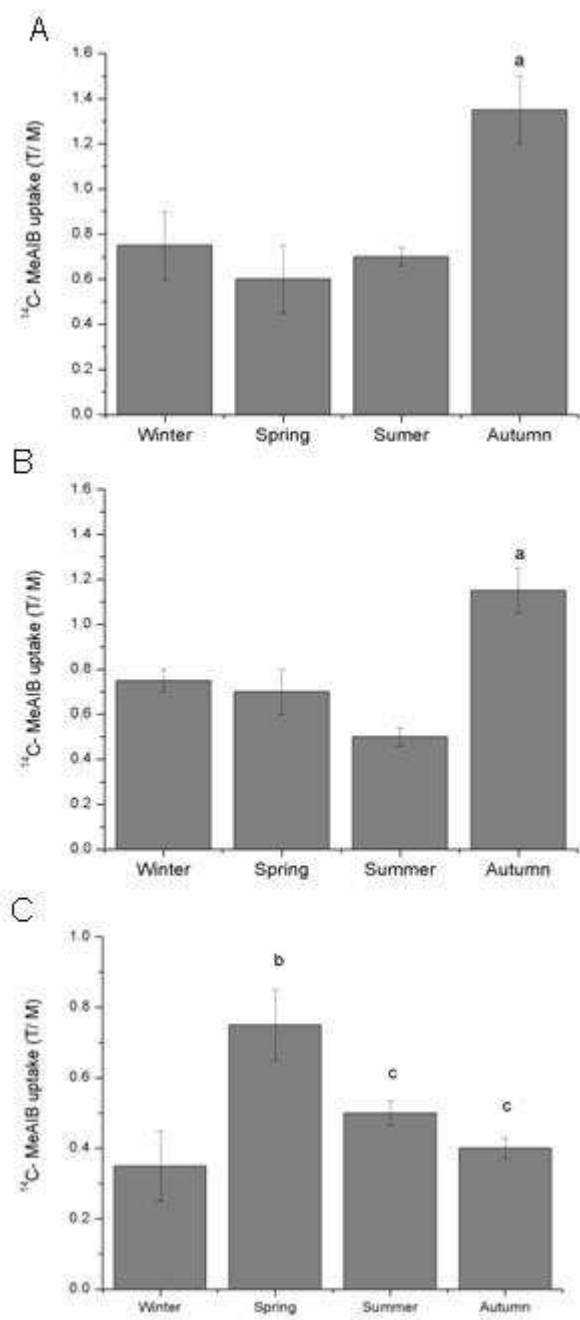 A
a
1.6
1.4
1.2
1.0
0.8
0.6
0.4
0.2
0.0
¹⁴C- MeAIB uptake (T/ M)
Winter Spring Sumer Autumn
B
a
1.6
1.4
1.2
1.0
0.8
0.6
0.4
0.2
0.0
¹⁴C- MeAIB uptake (T/ M)
Winter Spring Summer Autumn
C
b
c c
1.0
0.8
0.6
0.4
0.2
0.0
¹⁴C- MeAIB uptake (T/ M)
Winter Spring Summer Autumn